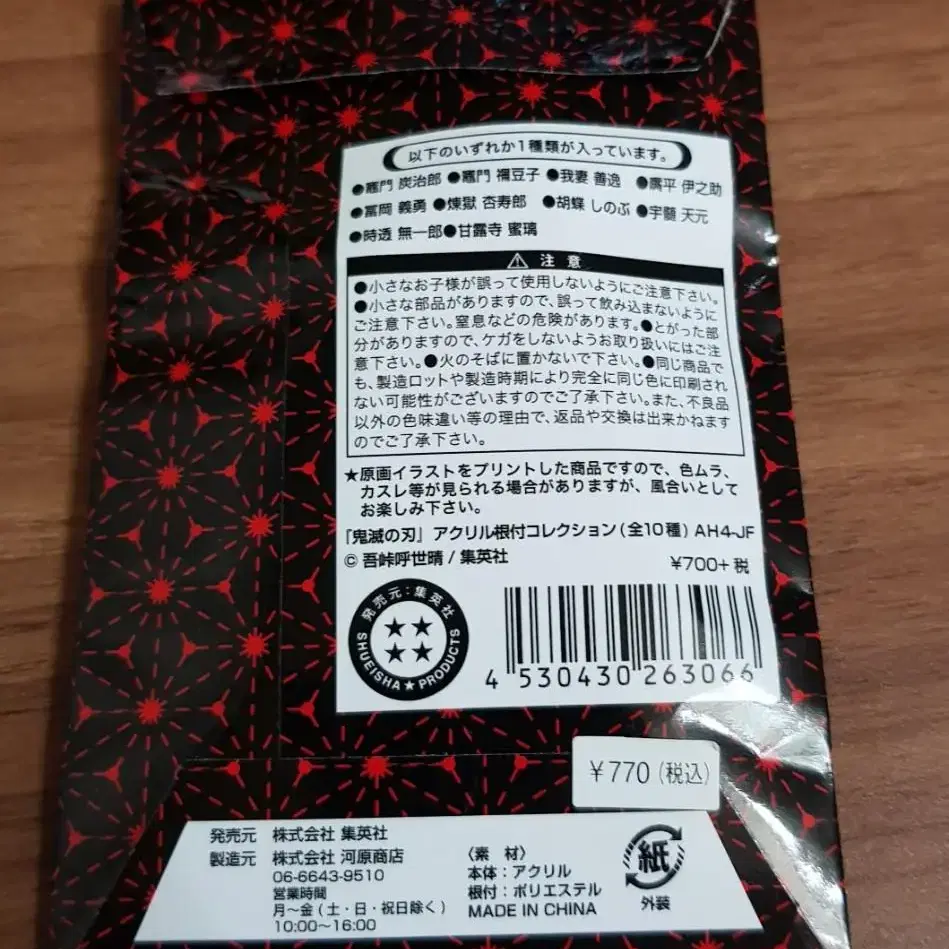 以下のいずれか1種類が入っています。
●竈門 炭治郎 ●竈門 禰豆子 ●我妻 善逸 ●嘴平 伊之助
●冨岡 義勇 ●煉獄 杏寿郎 ●胡蝶 しのぶ ●宇髄 天元
●時透 無一郎 ●甘露寺 蜜璃
⚠ 注意
●小さなお子様が誤って使用しないようにご注意下さい。
●小さな部品がありますので、誤って飲み込まないように
ご注意下さい。窒息などの危険があります。●とがった部
分がありますので、ケガをしないようお取り扱いにはご注
意下さい。●火のそばに置かないで下さい。●同じ商品で
も、製造ロットや製造時期により完全に同じ色に印刷され
ない可能性がございますのでご了承下さい。また、不良品
以外の色味違い等の理由で、返品や交換は出来かねます
のでご了承下さい。
★原画イラストをプリントした商品ですので、色ムラ、
カスレ等が見られる場合がありますが、風合いとして
お楽しみ下さい。
『鬼滅の刃』アクリル根付コレクション(全10種) AH4-JF
© 吾峠呼世晴 / 集英社
¥700+税
発売元:集英社
SHUEISHA★PRODUCTS
4 530430 263066
¥770 (税込)
発売元 株式会社 集英社
製造元 株式会社 河原商店
06-6643-9510
営業時間
月～金(土・日・祝日除く)
10:00～16:00
〈素 材〉
本体:アクリル
根付:ポリエステル
MADE IN CHINA
紙
外装